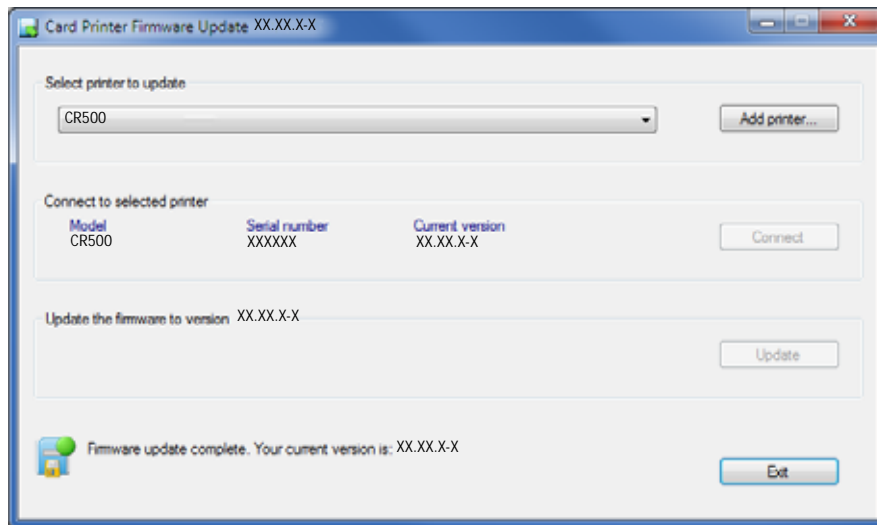 Card Printer Firmware Update XX.XX.X-X
Select printer to update
CR500
Add printer...
Connect to selected printer
Model Serial number Current version
CR500 XXXXXX XX.XX.X-X
Connect
Update the firmware to version XX.XX.X-X
Update
Firmware update complete. Your current version is: XX.XX.X-X
Exit